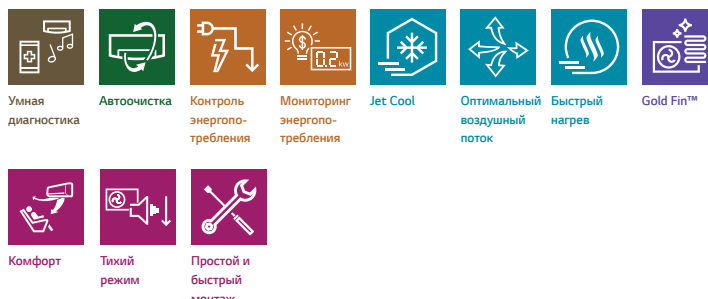 0.2 kw
Умная
диагностика
Автоочистка
Контроль
энергопо-
требления
Мониторинг
энергопо-
требления
Jet Cool
Оптимальный
воздушный
поток
Быстрый
нагрев
Gold Fin™
Комфорт
Тихий
режим
Простой и
быстрый
монтаж